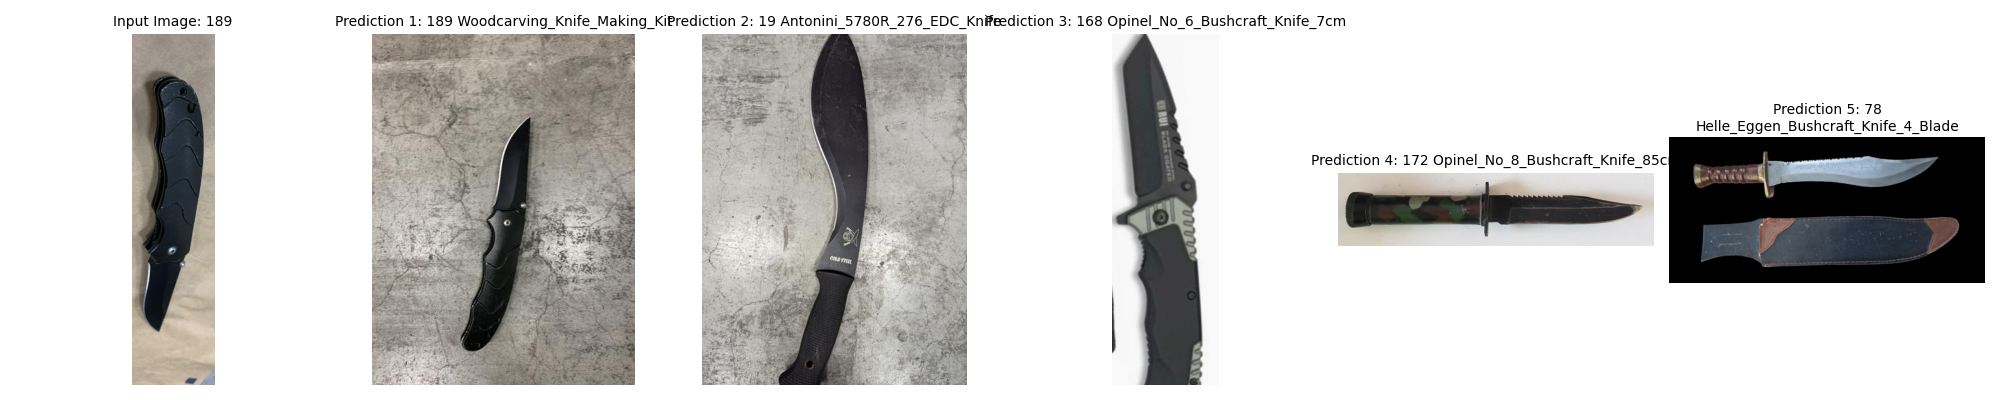 Input Image: 189
Prediction 1: 189 Woodcarving_Knife_Making_Kit
Prediction 2: 19 Antonini_5780R_276_EDC_Knife
Prediction 3: 168 Opinel_No_6_Bushcraft_Knife_7cm
Prediction 4: 172 Opinel_No_8_Bushcraft_Knife_85cm
Prediction 5: 78
Helle_Eggen_Bushcraft_Knife_4_Blade
COLD STEEL
RUI